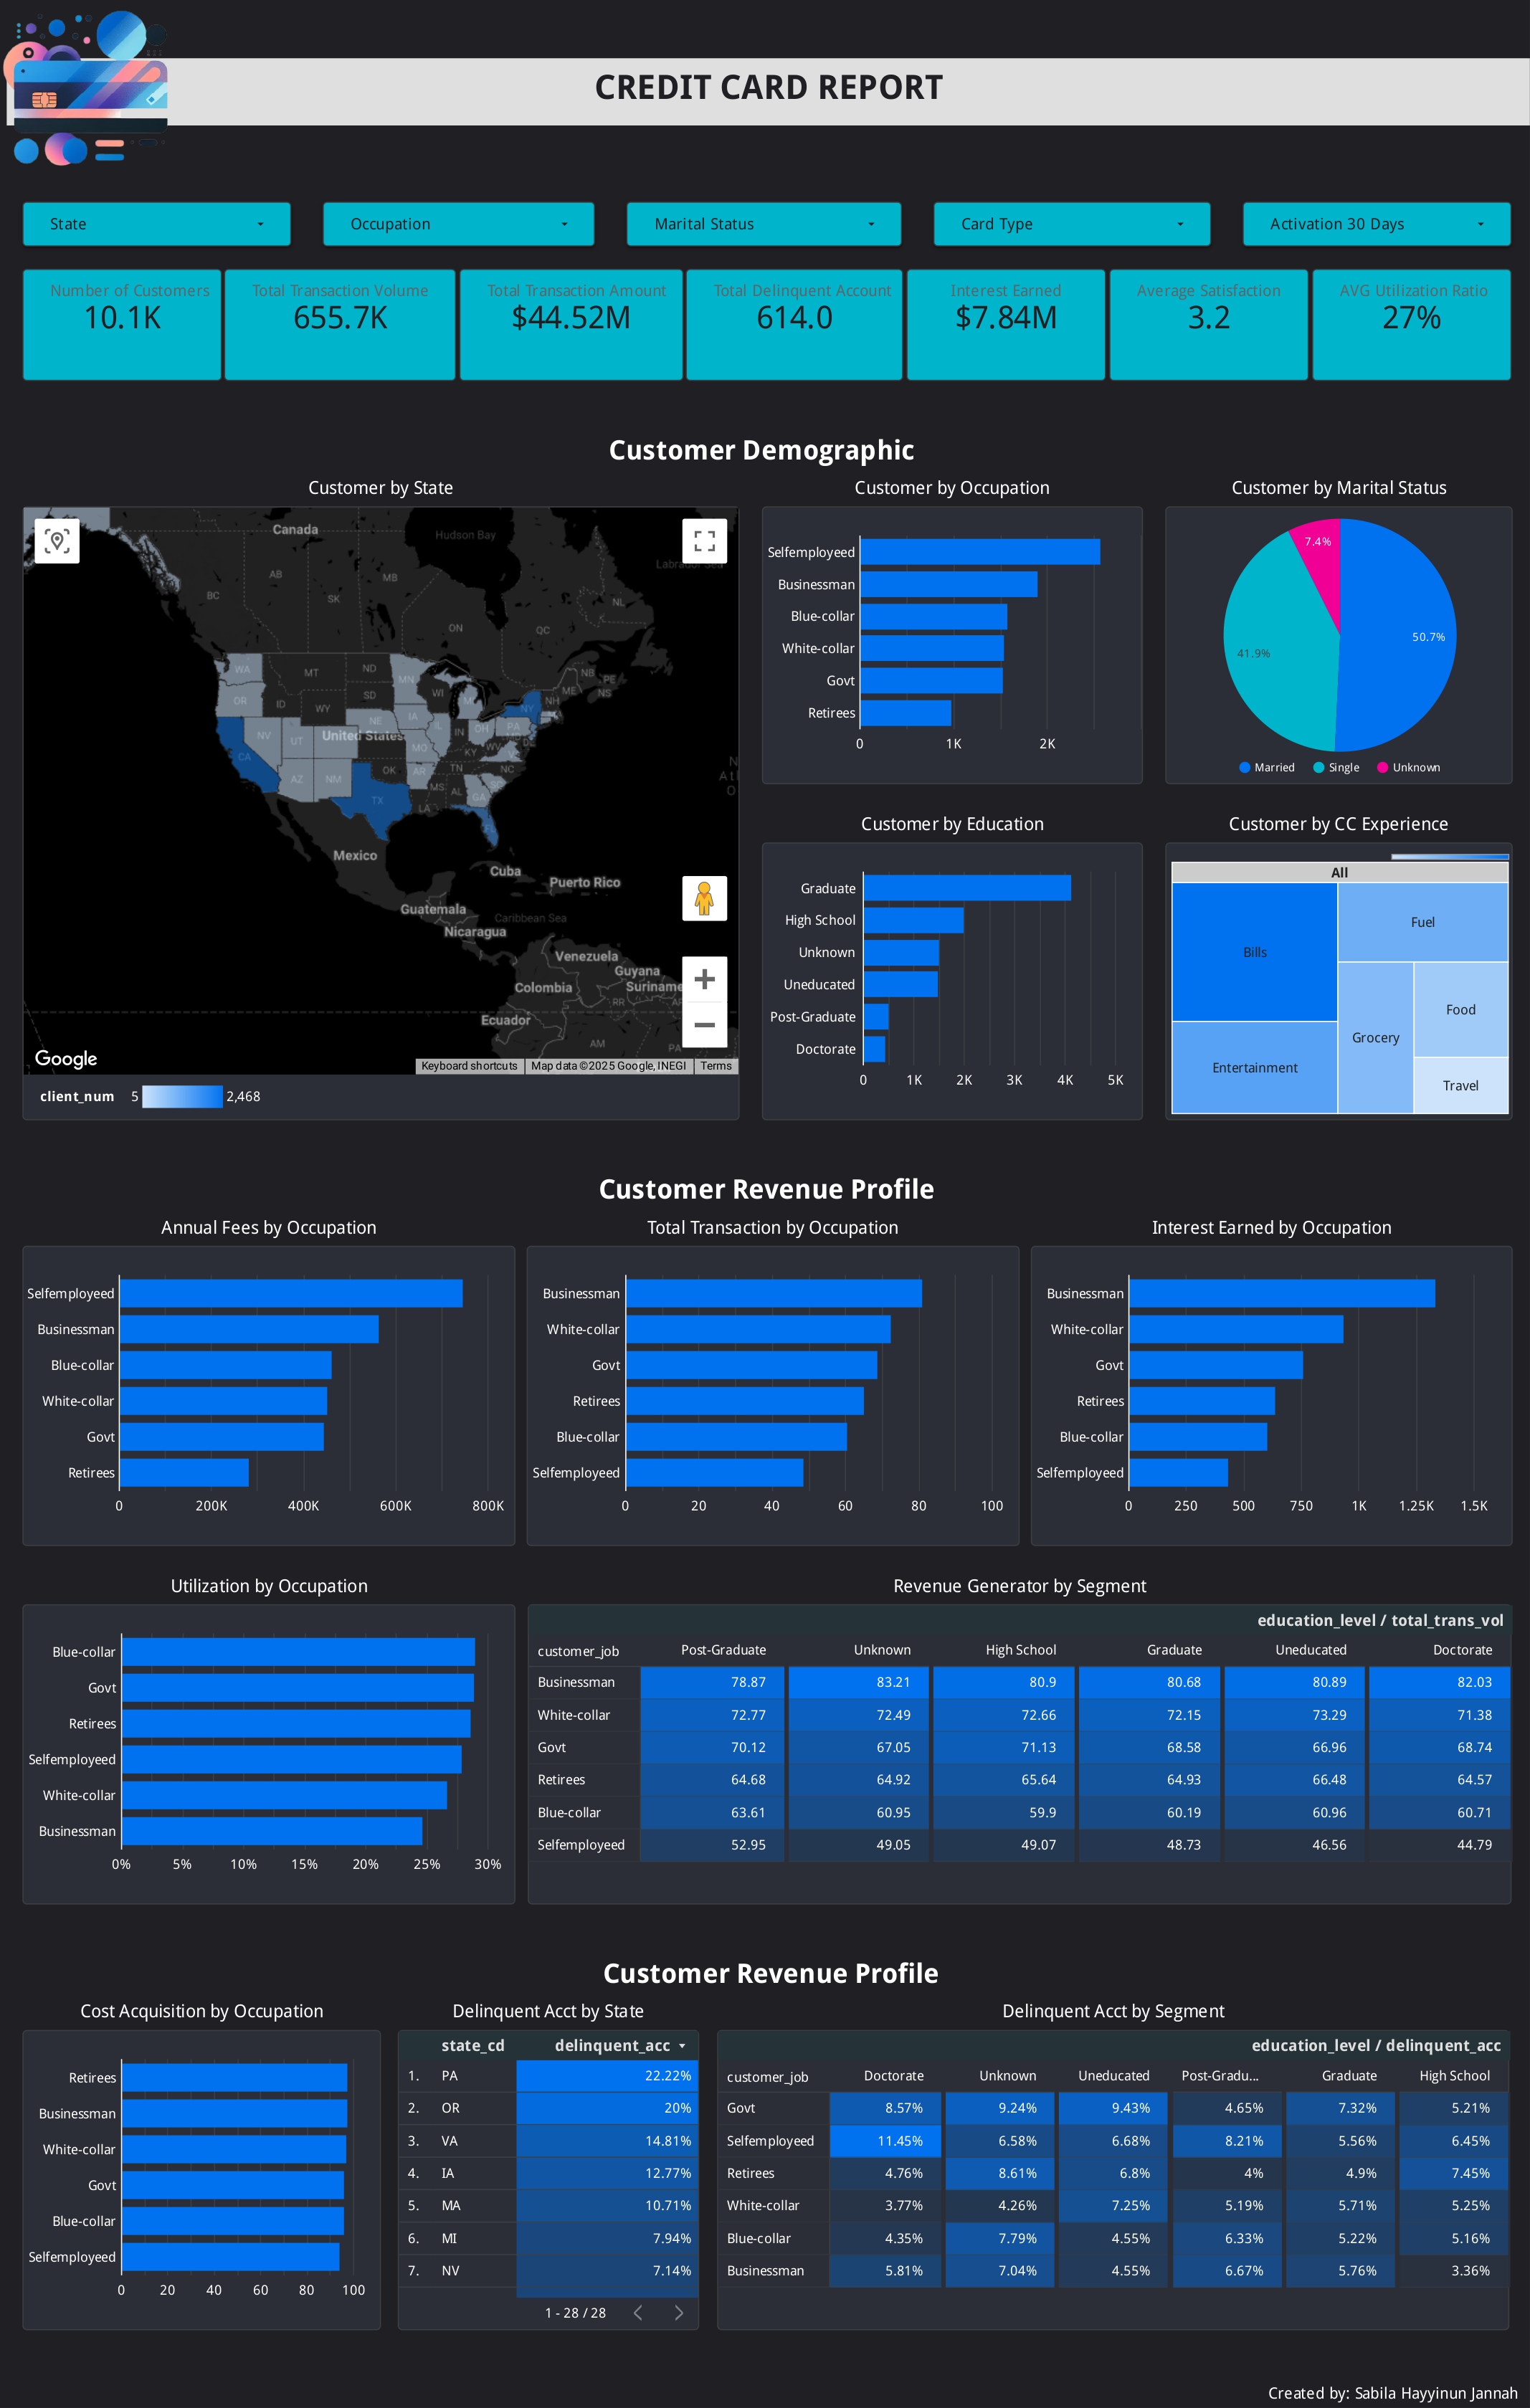 CREDIT CARD REPORT
State
Occupation
Marital Status
Card Type
Activation 30 Days
Number of Customers
10.1K
Total Transaction Volume
655.7K
Total Transaction Amount
$44.52M
Total Delinquent Account
614.0
Interest Earned
$7.84M
Average Satisfaction
3.2
AVG Utilization Ratio
27%
Customer Demographic
Customer by State
Canada
Hudson Bay
Labrador Sea
AB
MB
BC
SK
NL
ON
QC
WA
MT
ND
MN
NB
PE
ME
NS
OR
ID
SD
WI
MI
NY
NH
WY
IA
NE
PA
NV
UT
United States
IL
IN
OH
MO
WV
DE
CA
KY
VA
AZ
NM
OK
AR
TN
NC
MS
AL
SC
GA
TX
LA
FL
Mexico
Cuba
Puerto Rico
Guatemala
Caribbean Sea
Nicaragua
Venezuela
Guyana
Colombia
Suriname
RR
Ecuador
AM
PA
Google
Keyboard shortcuts
Map data ©2025 Google, INEGI
Terms
client_num 5 2,468
Customer by Occupation
Selfemployeed
Businessman
Blue-collar
White-collar
Govt
Retirees
0 1K 2K
Customer by Marital Status
7.4%
50.7%
41.9%
Married Single Unknown
Customer by Education
Graduate
High School
Unknown
Uneducated
Post-Graduate
Doctorate
0 1K 2K 3K 4K 5K
Customer by CC Experience
All
Bills
Fuel
Entertainment
Grocery
Food
Travel
Customer Revenue Profile
Annual Fees by Occupation
Selfemployeed
Businessman
Blue-collar
White-collar
Govt
Retirees
0 200K 400K 600K 800K
Total Transaction by Occupation
Businessman
White-collar
Govt
Retirees
Blue-collar
Selfemployeed
0 20 40 60 80 100
Interest Earned by Occupation
Businessman
White-collar
Govt
Retirees
Blue-collar
Selfemployeed
0 250 500 750 1K 1.25K 1.5K
Utilization by Occupation
Blue-collar
Govt
Retirees
Selfemployeed
White-collar
Businessman
0% 5% 10% 15% 20% 25% 30%
Revenue Generator by Segment
education_level / total_trans_vol
customer_job Post-Graduate Unknown High School Graduate Uneducated Doctorate
Businessman 78.87 83.21 80.9 80.68 80.89 82.03
White-collar 72.77 72.49 72.66 72.15 73.29 71.38
Govt 70.12 67.05 71.13 68.58 66.96 68.74
Retirees 64.68 64.92 65.64 64.93 66.48 64.57
Blue-collar 63.61 60.95 59.9 60.19 60.96 60.71
Selfemployeed 52.95 49.05 49.07 48.73 46.56 44.79
Customer Revenue Profile
Cost Acquisition by Occupation
Retirees
Businessman
White-collar
Govt
Blue-collar
Selfemployeed
0 20 40 60 80 100
Delinquent Acct by State
state_cd delinquent_acc
1. PA 22.22%
2. OR 20%
3. VA 14.81%
4. IA 12.77%
5. MA 10.71%
6. MI 7.94%
7. NV 7.14%
1 - 28 / 28
Delinquent Acct by Segment
education_level / delinquent_acc
customer_job Doctorate Unknown Uneducated Post-Gradu... Graduate High School
Govt 8.57% 9.24% 9.43% 4.65% 7.32% 5.21%
Selfemployeed 11.45% 6.58% 6.68% 8.21% 5.56% 6.45%
Retirees 4.76% 8.61% 6.8% 4% 4.9% 7.45%
White-collar 3.77% 4.26% 7.25% 5.19% 5.71% 5.25%
Blue-collar 4.35% 7.79% 4.55% 6.33% 5.22% 5.16%
Businessman 5.81% 7.04% 4.55% 6.67% 5.76% 3.36%
Created by: Sabila Hayyinun Jannah